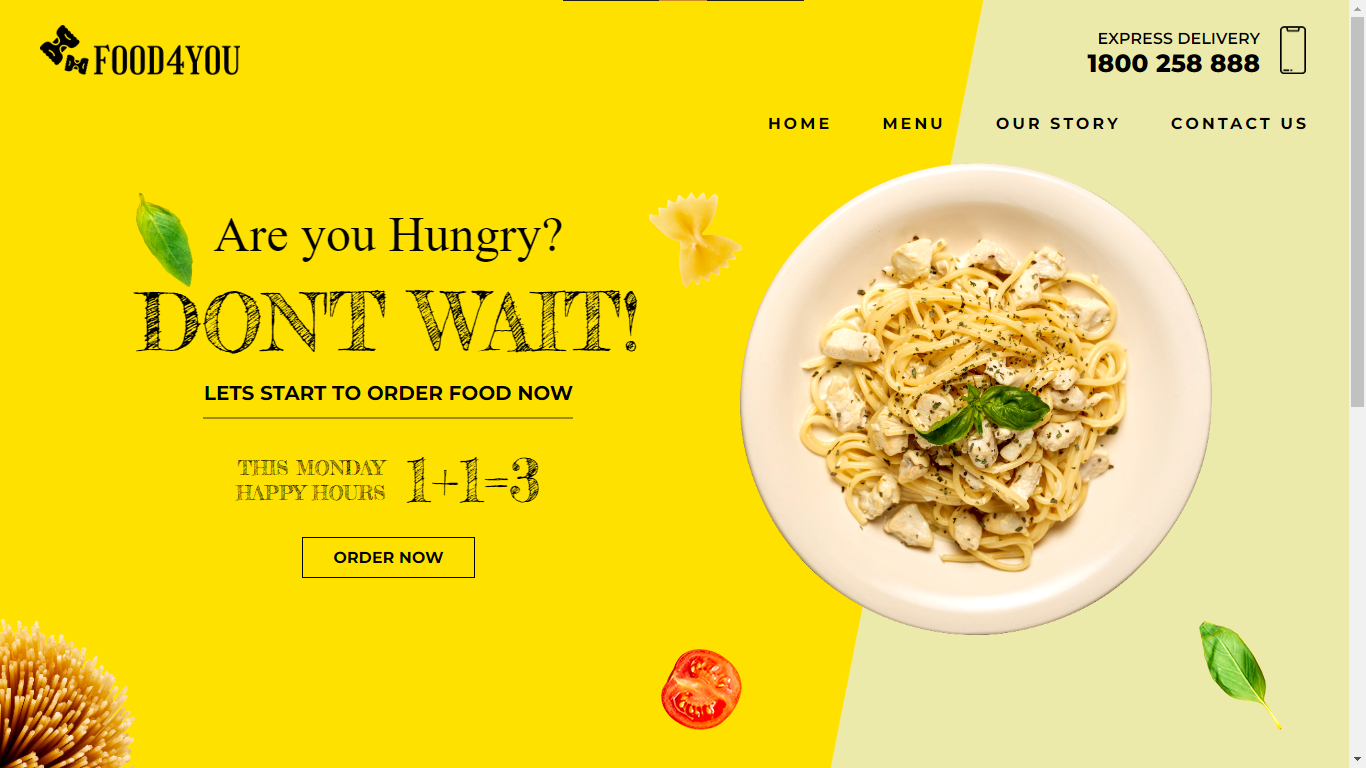 FOOD4YOU
EXPRESS DELIVERY
1800 258 888
HOME MENU OUR STORY CONTACT US
Are you Hungry?
DON'T WAIT!
LETS START TO ORDER FOOD NOW
THIS MONDAY
HAPPY HOURS
1+1=3
ORDER NOW